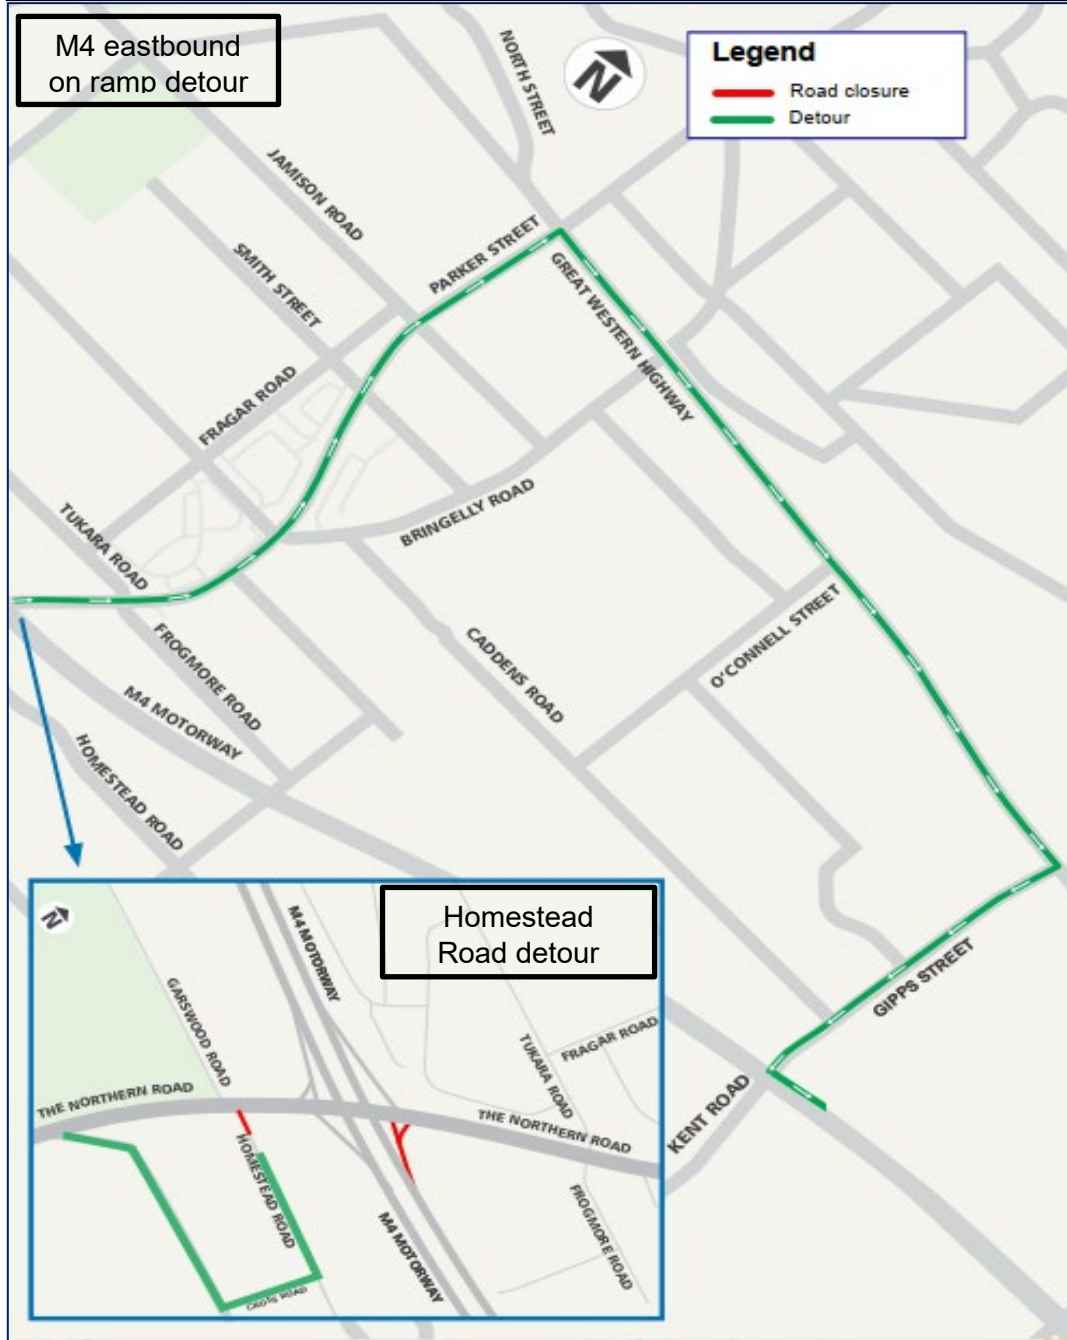 M4 eastbound
on ramp detour
N
Legend
Road closure
Detour
NORTH STREET
JAMISON ROAD
PARKER STREET
SMITH STREET
GREAT WESTERN HIGHWAY
FRAGAR ROAD
BRINGELLY ROAD
TUKARA ROAD
O'CONNELL STREET
FROGMORE ROAD
CADDENS ROAD
M4 MOTORWAY
HOMESTEAD ROAD
GIPPS STREET
KENT ROAD
Homestead
Road detour
N
M4 MOTORWAY
GARSWOOD ROAD
TUKARA ROAD
FRAGAR ROAD
THE NORTHERN ROAD
THE NORTHERN ROAD
HOMESTEAD ROAD
FROGMORE ROAD
M4 MOTORWAY
ROAD